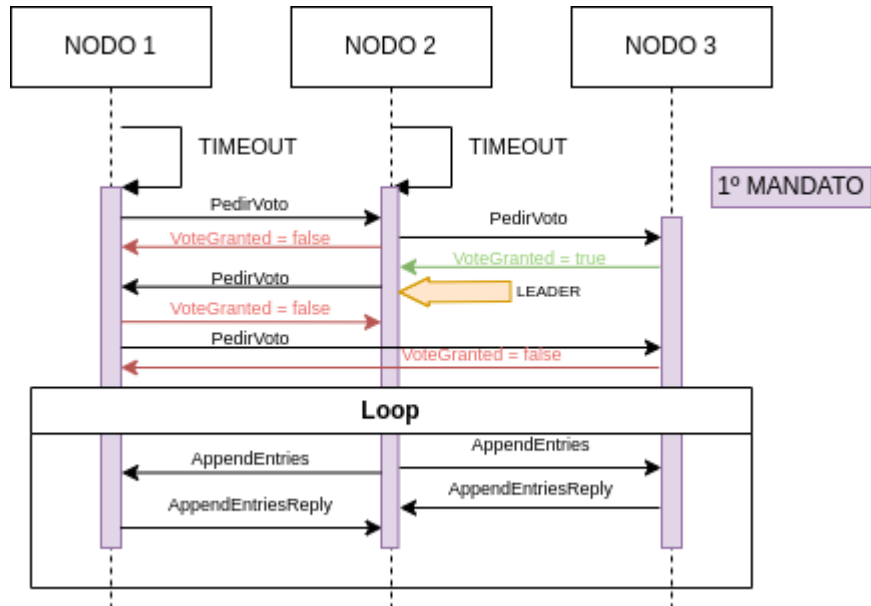 NODO 1
NODO 2
NODO 3
TIMEOUT
TIMEOUT
1º MANDATO
PedirVoto
PedirVoto
VoteGranted = false
VoteGranted = true
PedirVoto
LEADER
VoteGranted = false
PedirVoto
VoteGranted = false
Loop
AppendEntries
AppendEntries
AppendEntriesReply
AppendEntriesReply